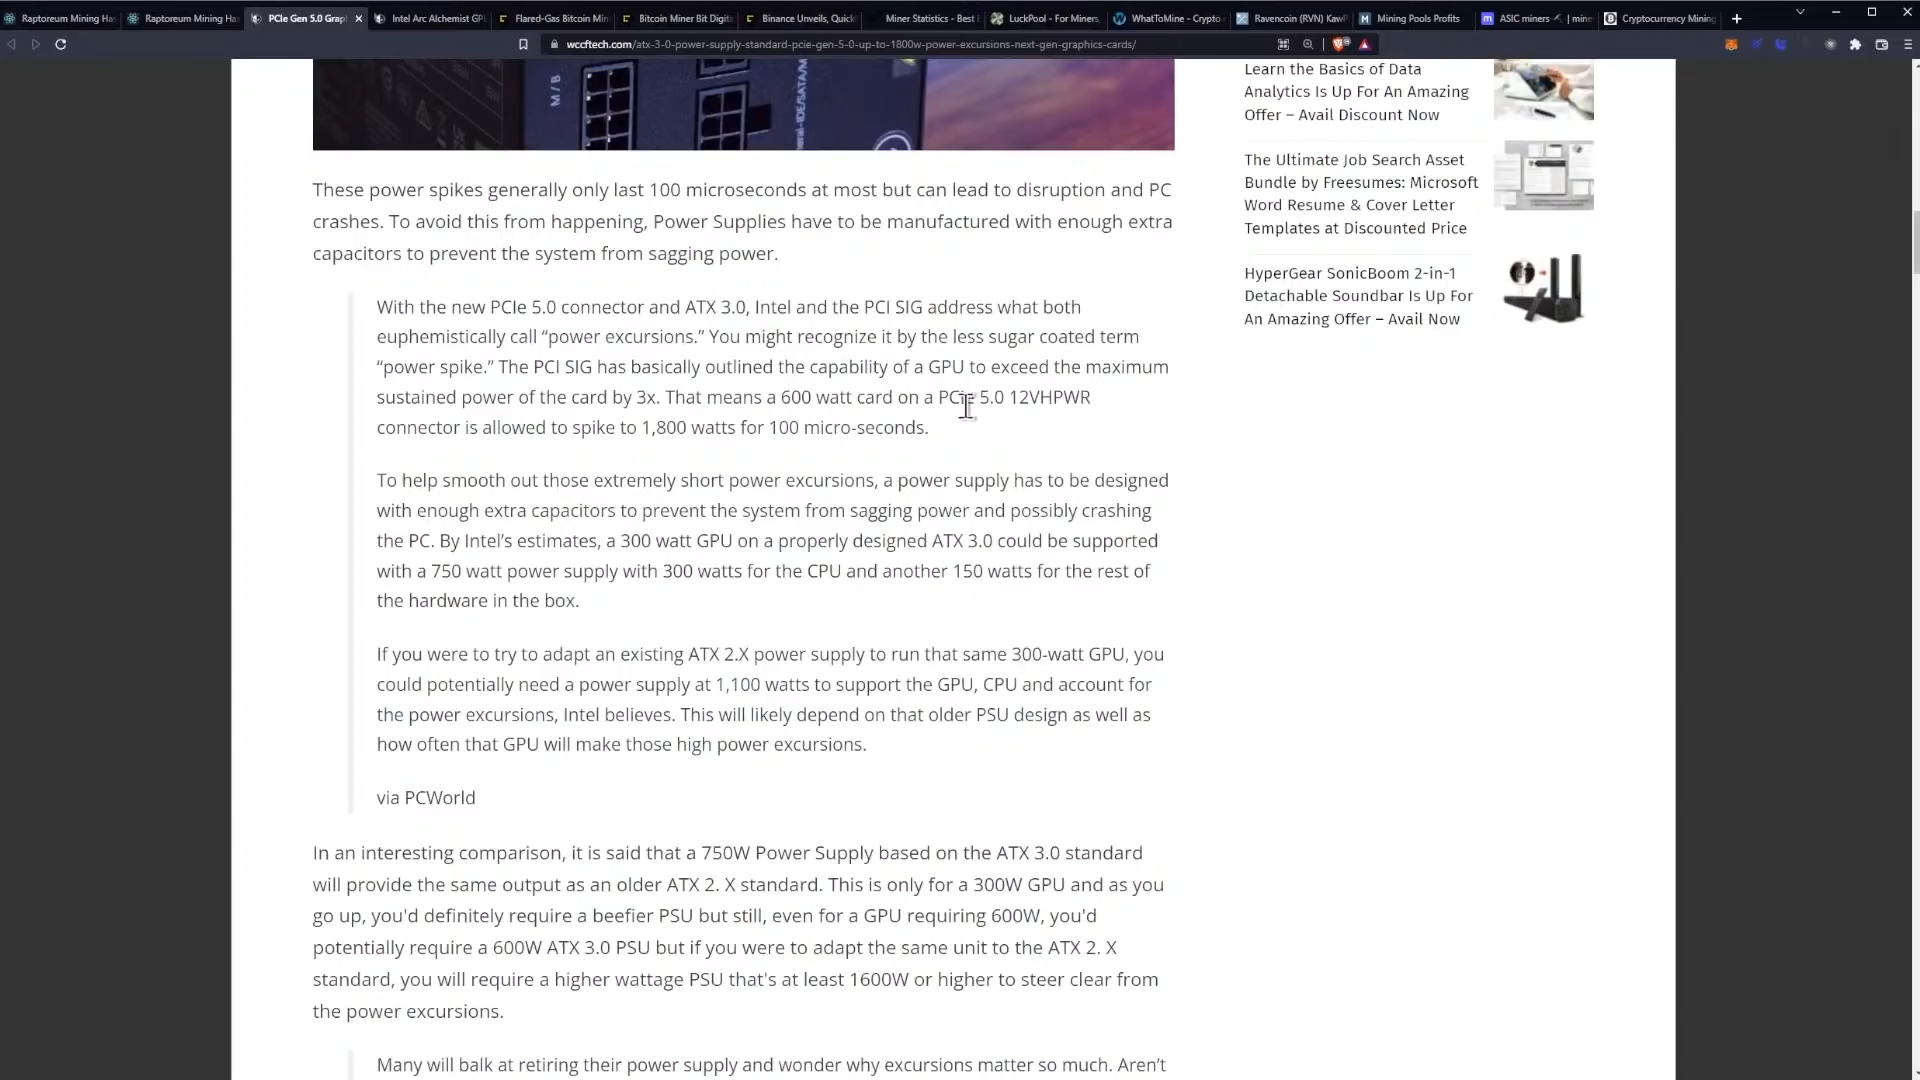 Raptoreum Mining Ha
Raptoreum Mining Ha
PCIe Gen 5.0 Grap
Intel Arc Alchemist GP
Flared-Gas Bitcoin Min
Bitcoin Miner Bit Digita
Binance Unveils, Quick
Miner Statistics - Best
LuckPool - For Miners,
WhatToMine - Crypto
Ravencoin (RVN) Kaw
Mining Pools Profits
ASIC miners
| mine
Cryptocurrency Mining
wccftech.com/atx-3-0-power-supply-standard-pcie-gen-5-0-up-to-1800w-power-excursions-next-gen-graphics-cards/
M / B
Learn the Basics of Data
Analytics Is Up For An Amazing
Offer – Avail Discount Now
The Ultimate Job Search Asset
Bundle by Freesumes: Microsoft
Word Resume & Cover Letter
Templates at Discounted Price
HyperGear SonicBoom 2-in-1
Detachable Soundbar Is Up For
An Amazing Offer – Avail Now
These power spikes generally only last 100 microseconds at most but can lead to disruption and PC
crashes. To avoid this from happening, Power Supplies have to be manufactured with enough extra
capacitors to prevent the system from sagging power.
With the new PCIe 5.0 connector and ATX 3.0, Intel and the PCI SIG address what both
euphemistically call “power excursions.” You might recognize it by the less sugar coated term
“power spike.” The PCI SIG has basically outlined the capability of a GPU to exceed the maximum
sustained power of the card by 3x. That means a 600 watt card on a PCIe 5.0 12VHPWR
connector is allowed to spike to 1,800 watts for 100 micro-seconds.
To help smooth out those extremely short power excursions, a power supply has to be designed
with enough extra capacitors to prevent the system from sagging power and possibly crashing
the PC. By Intel’s estimates, a 300 watt GPU on a properly designed ATX 3.0 could be supported
with a 750 watt power supply with 300 watts for the CPU and another 150 watts for the rest of
the hardware in the box.
If you were to try to adapt an existing ATX 2.X power supply to run that same 300-watt GPU, you
could potentially need a power supply at 1,100 watts to support the GPU, CPU and account for
the power excursions, Intel believes. This will likely depend on that older PSU design as well as
how often that GPU will make those high power excursions.
via PCWorld
In an interesting comparison, it is said that a 750W Power Supply based on the ATX 3.0 standard
will provide the same output as an older ATX 2. X standard. This is only for a 300W GPU and as you
go up, you'd definitely require a beefier PSU but still, even for a GPU requiring 600W, you'd
potentially require a 600W ATX 3.0 PSU but if you were to adapt the same unit to the ATX 2. X
standard, you will require a higher wattage PSU that's at least 1600W or higher to steer clear from
the power excursions.
Many will balk at retiring their power supply and wonder why excursions matter so much. Aren’t